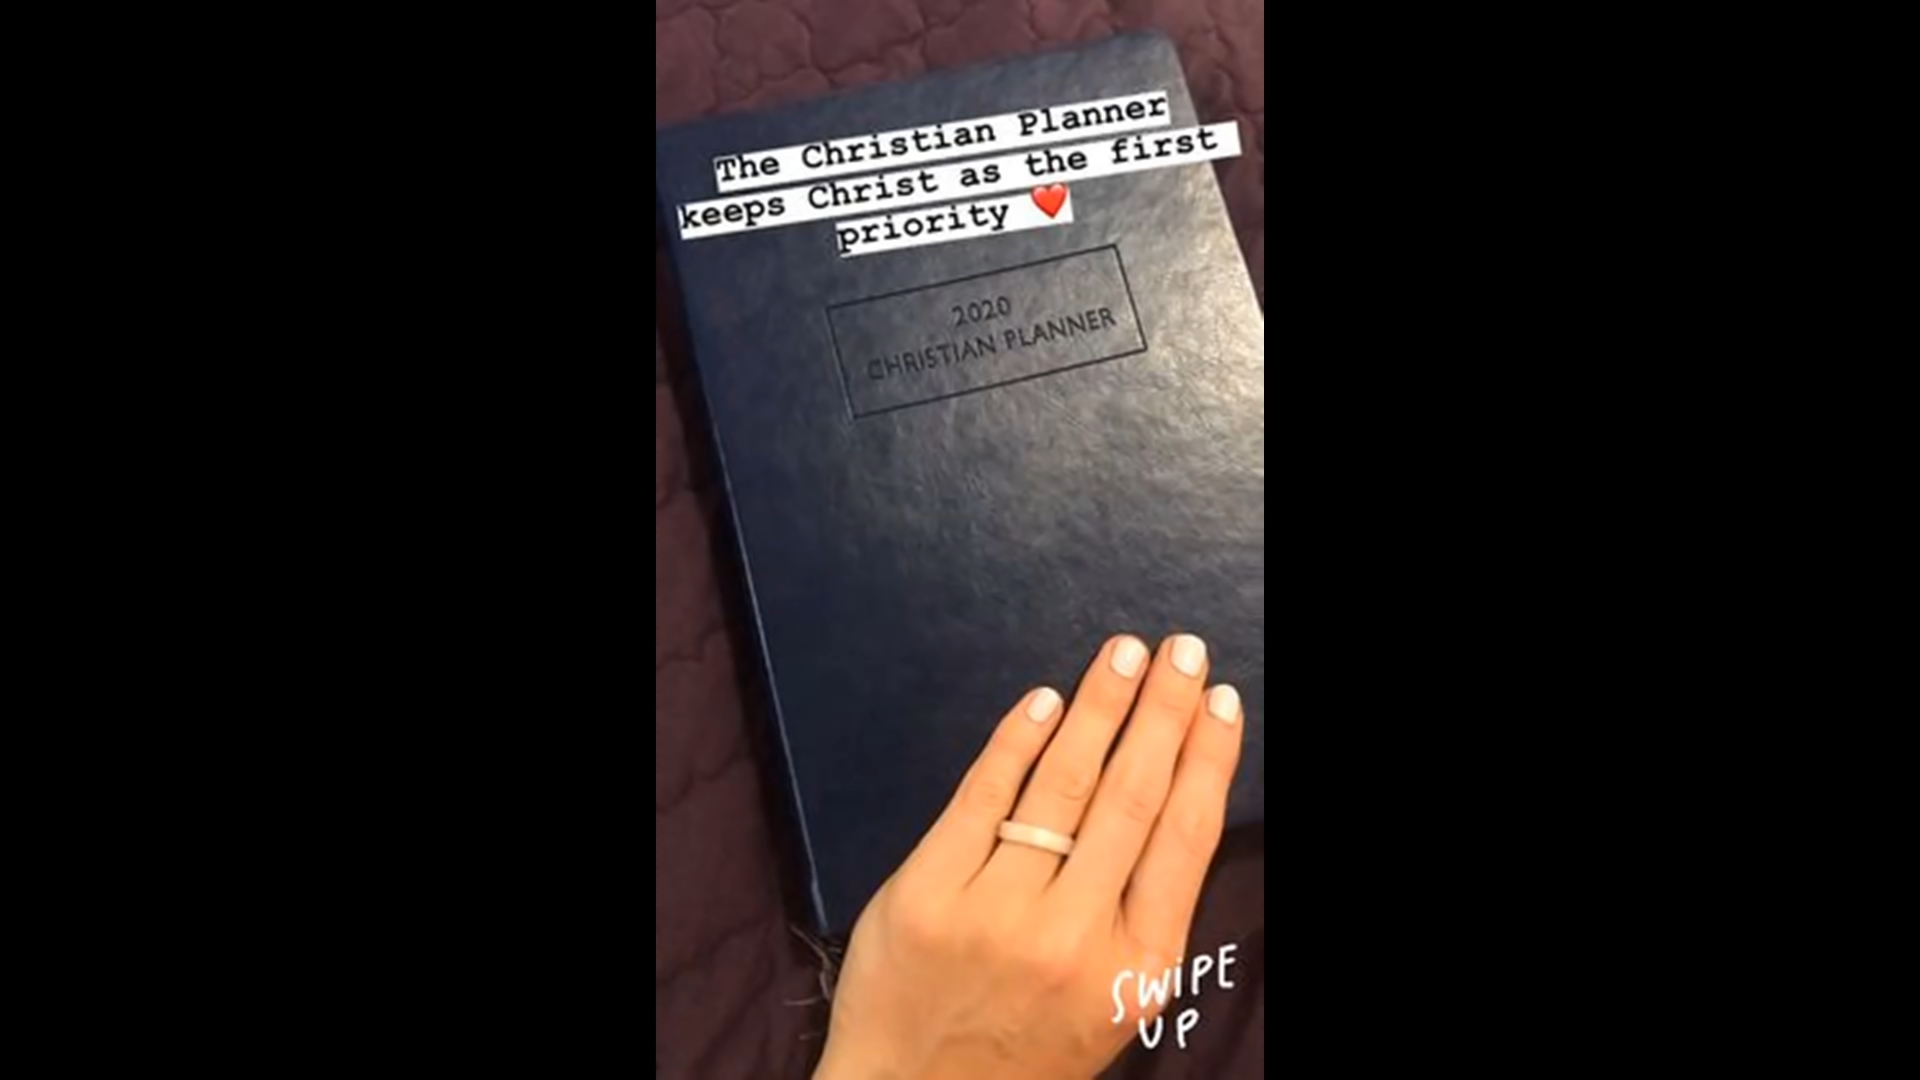 The Christian Planner
keeps Christ as the first
priority ❤️
2020
CHRISTIAN PLANNER
SWIPE
UP